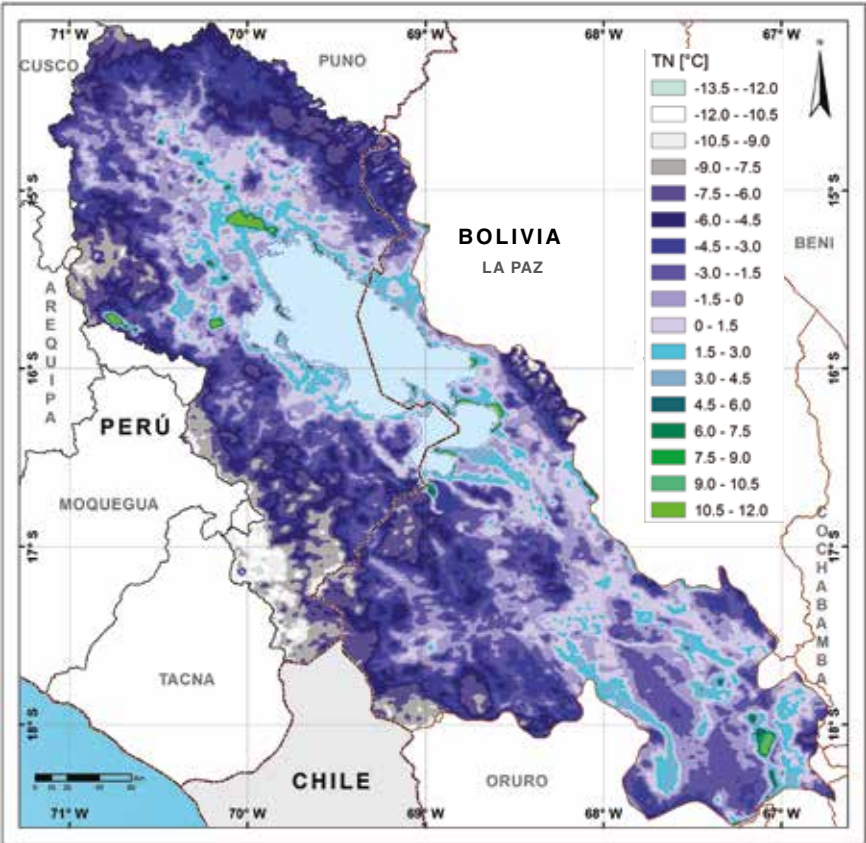 71° W
70° W
69° W
68° W
67° W
CUSCO
PUNO
TN [°C]
-13.5 - -12.0
-12.0 - -10.5
-10.5 - -9.0
-9.0 - -7.5
-7.5 - -6.0
-6.0 - -4.5
-4.5 - -3.0
-3.0 - -1.5
-1.5 - 0
0 - 1.5
1.5 - 3.0
3.0 - 4.5
4.5 - 6.0
6.0 - 7.5
7.5 - 9.0
9.0 - 10.5
10.5 - 12.0
15° S
15° S
BOLIVIA
LA PAZ
BENI
AREQUIPA
16° S
16° S
PERÚ
MOQUEGUA
17° S
17° S
COCHABAMBA
TACNA
18° S
18° S
CHILE
ORURO
71° W
70° W
69° W
68° W
67° W